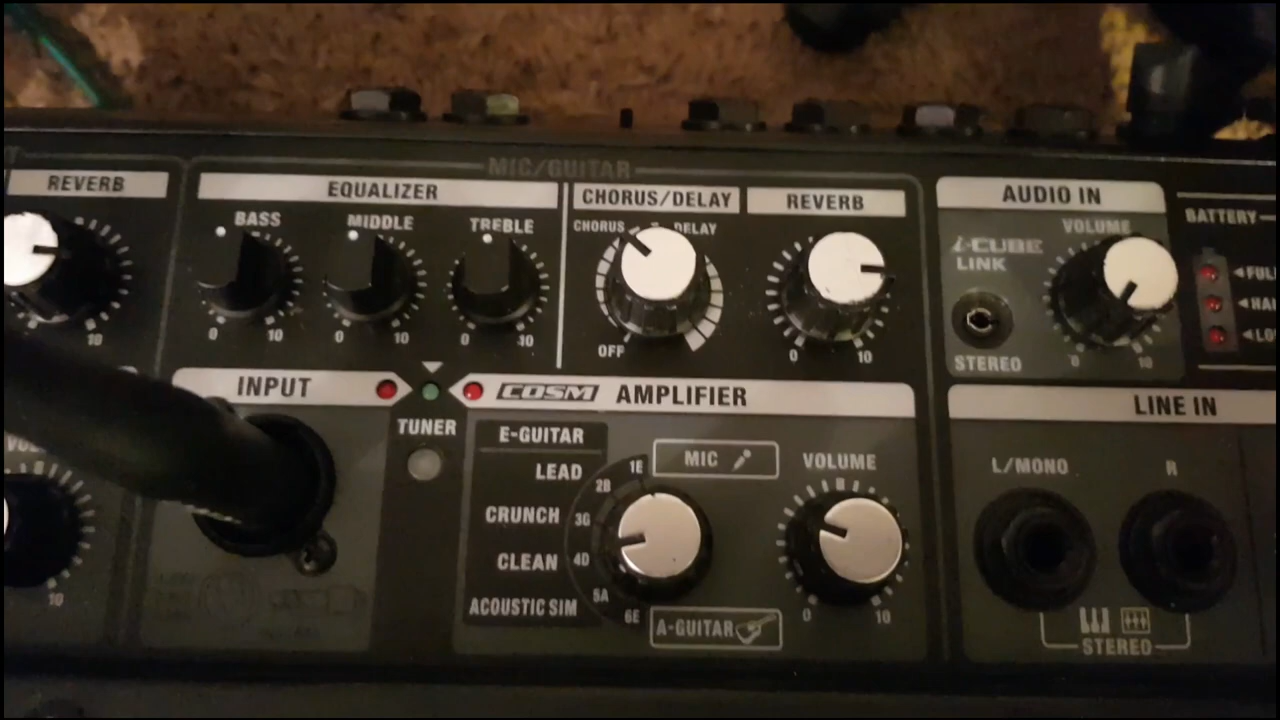 MIC/GUITAR
REVERB
EQUALIZER
CHORUS/DELAY
REVERB
AUDIO IN
BATTERY
BASS
MIDDLE
TREBLE
CHORUS
DELAY
VOLUME
i-CUBE
LINK
STEREO
OFF
10
0 10
0 10
0 10
0 10
0 10
INPUT
TUNER
COSM AMPLIFIER
LINE IN
E-GUITAR
LEAD
CRUNCH
CLEAN
ACOUSTIC SIM
1E
2B
3G
4D
5A
6E
MIC
A-GUITAR
VOLUME
0 10
10
L/MONO
R
STEREO